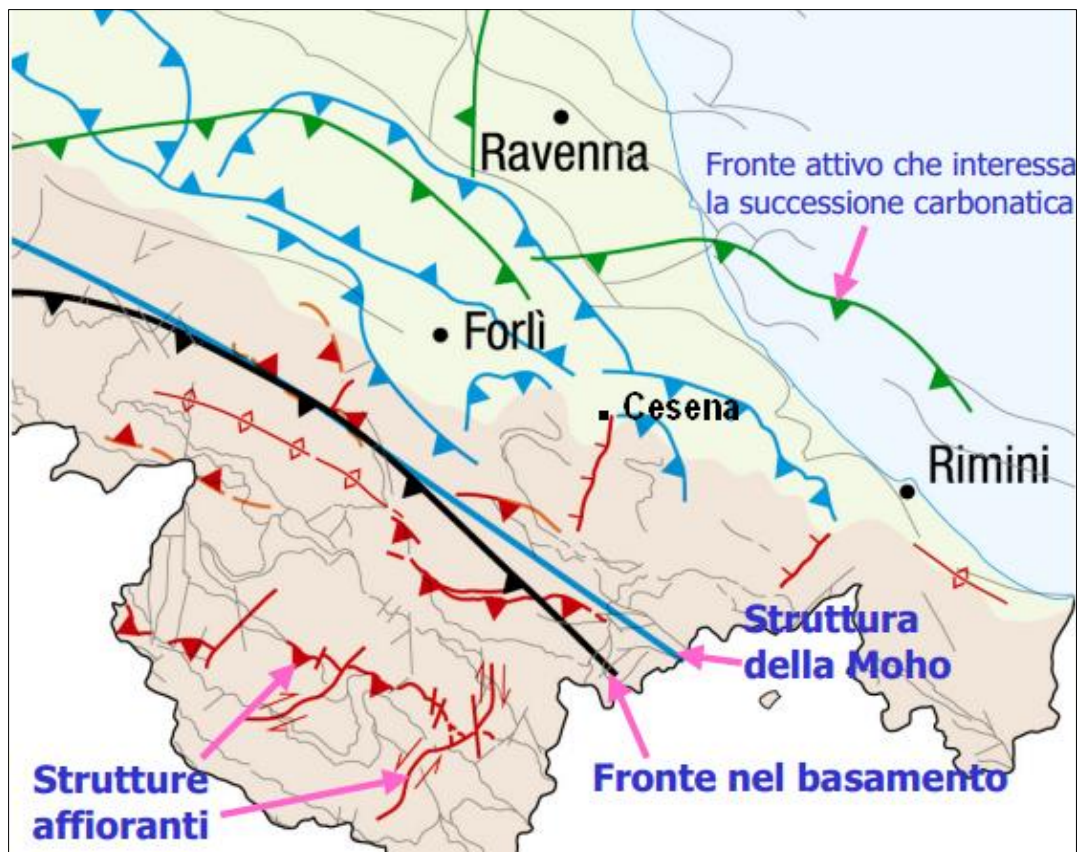 Ravenna
Fronte attivo che interessa
la successione carbonatica
Forlì
Cesena
Rimini
Struttura
della Moho
Strutture
affioranti
Fronte nel basamento